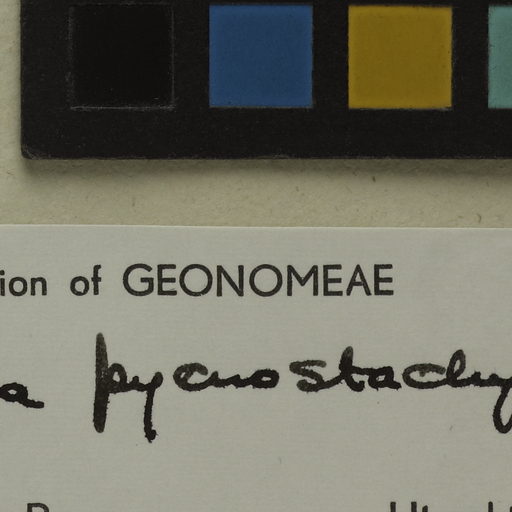 ion of GEONOMEAE
a pycnostachy